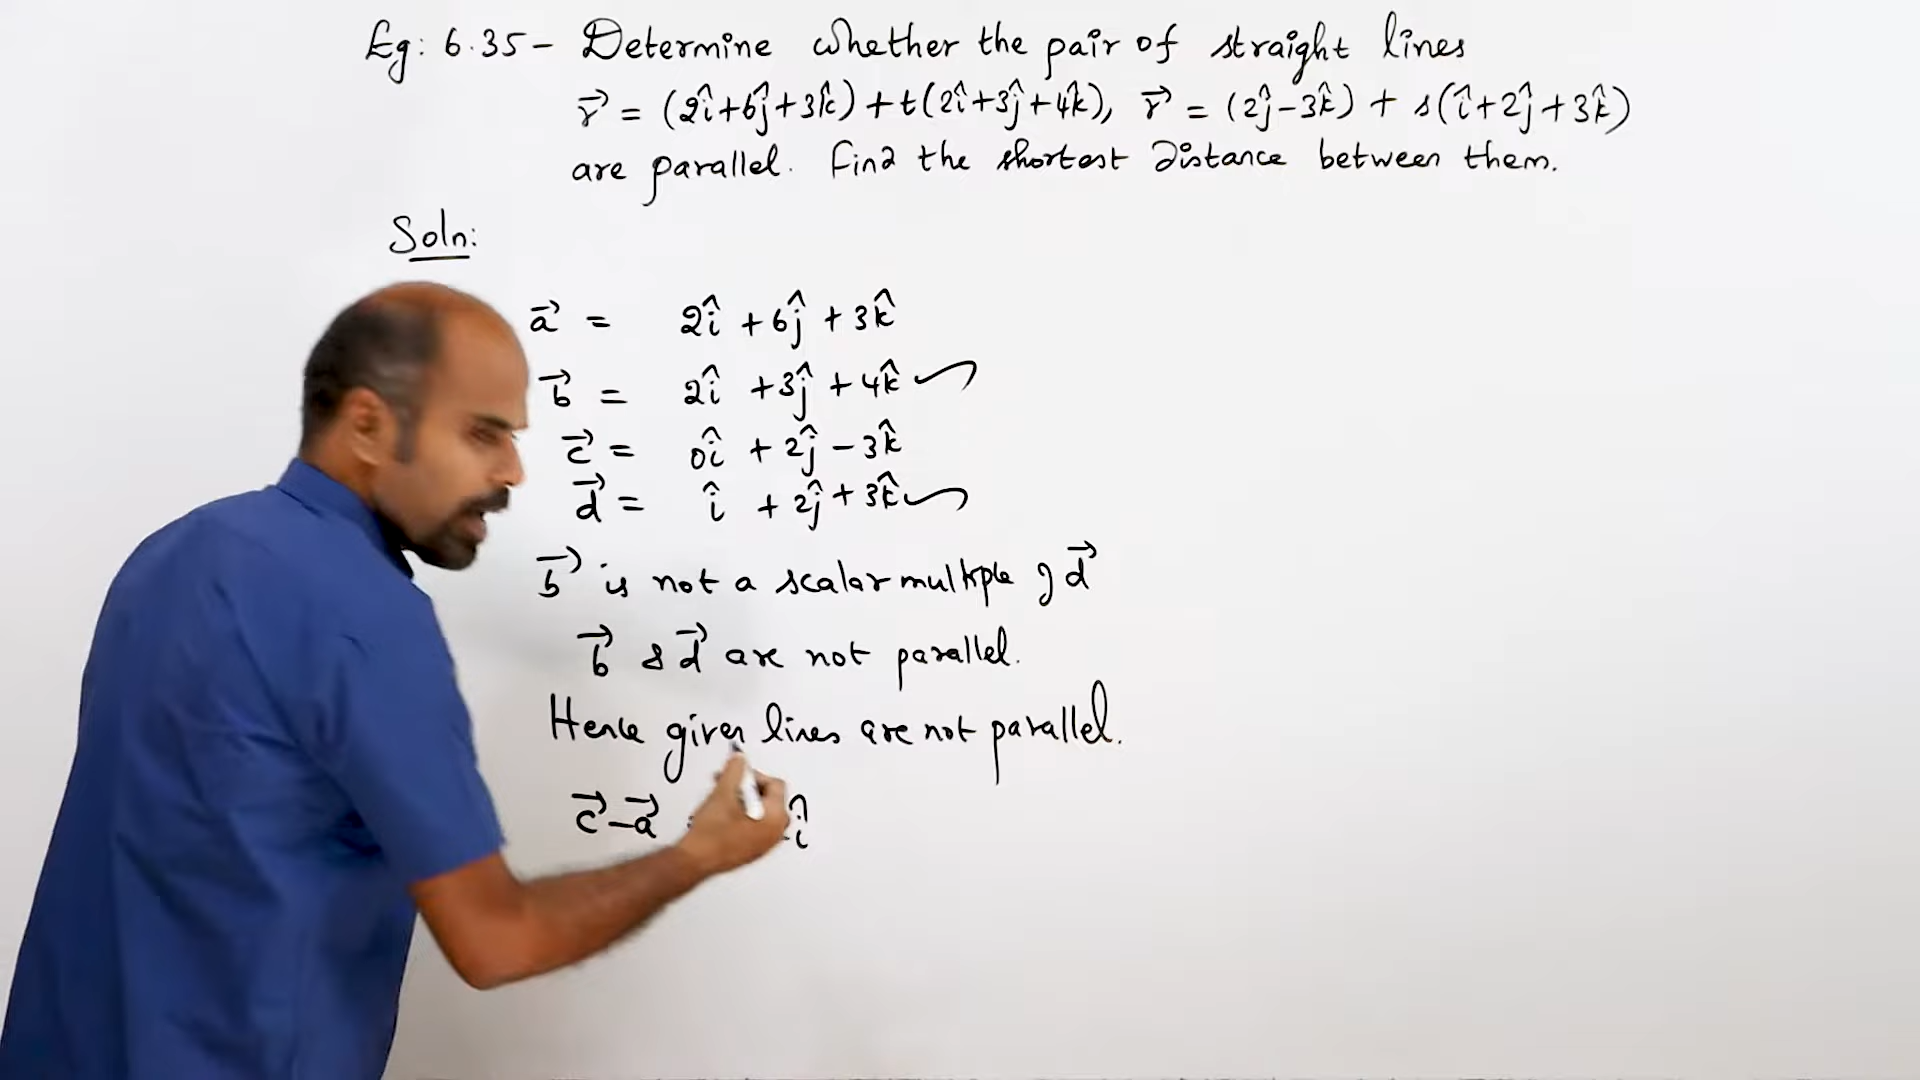 Eg: 6.35 - Determine whether the pair of straight lines
r⃗ = (2î+6ĵ+3k̂) + t(2î+3ĵ+4k̂), r⃗ = (2ĵ-3k̂) + s(î+2ĵ+3k̂)
are parallel. Find the shortest distance between them.
Soln:
a⃗ = 2î + 6ĵ + 3k̂
b⃗ = 2î + 3ĵ + 4k̂
c⃗ = 0î + 2ĵ - 3k̂
d⃗ = î + 2ĵ + 3k̂
b⃗ is not a scalar multiple of d⃗
b⃗ & d⃗ are not parallel.
Hence given lines are not parallel.
c⃗ - a⃗ î